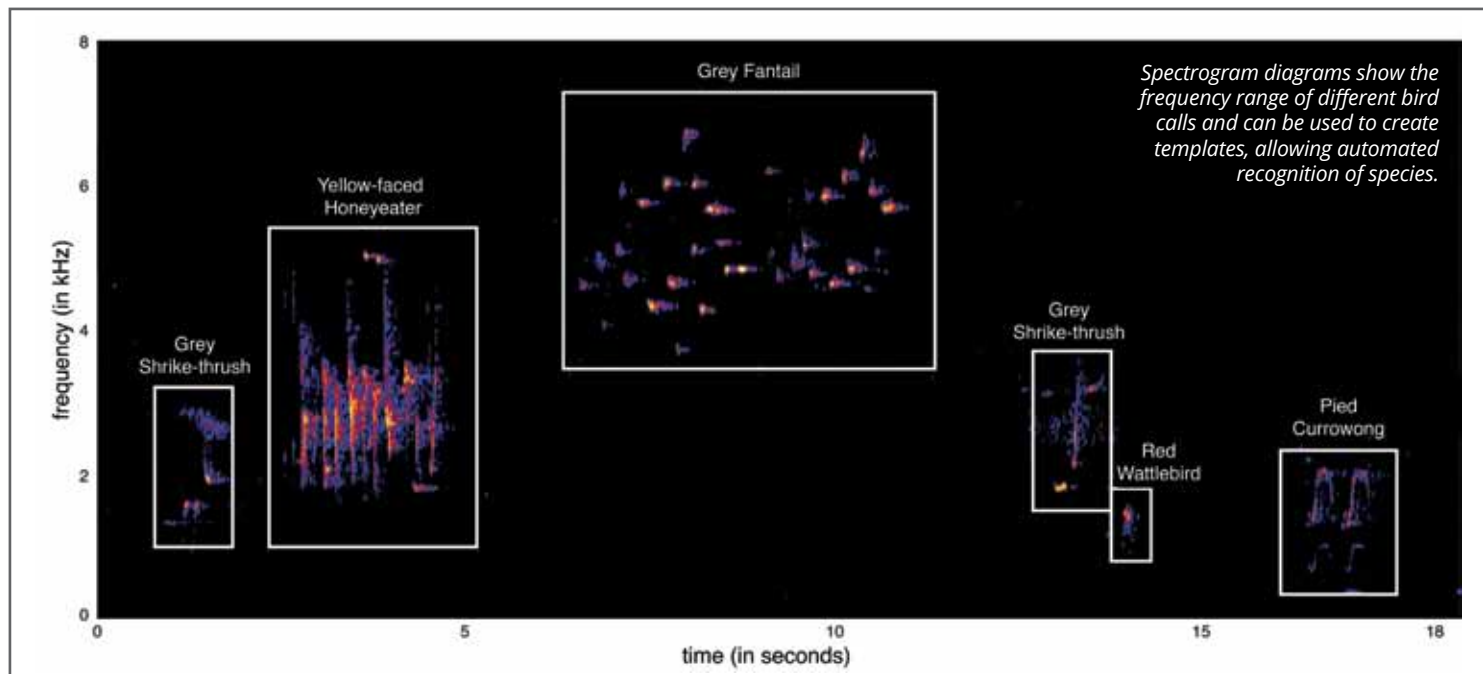 8
Grey Fantail
Spectrogram diagrams show the
frequency range of different bird
calls and can be used to create
templates, allowing automated
recognition of species.
6
Yellow-faced
Honeyeater
frequency (in kHz)
4
Grey
Shrike-thrush
Grey
Shrike-thrush
Pied
Currowong
2
Red
Wattlebird
0
0
5
10
15
18
time (in seconds)